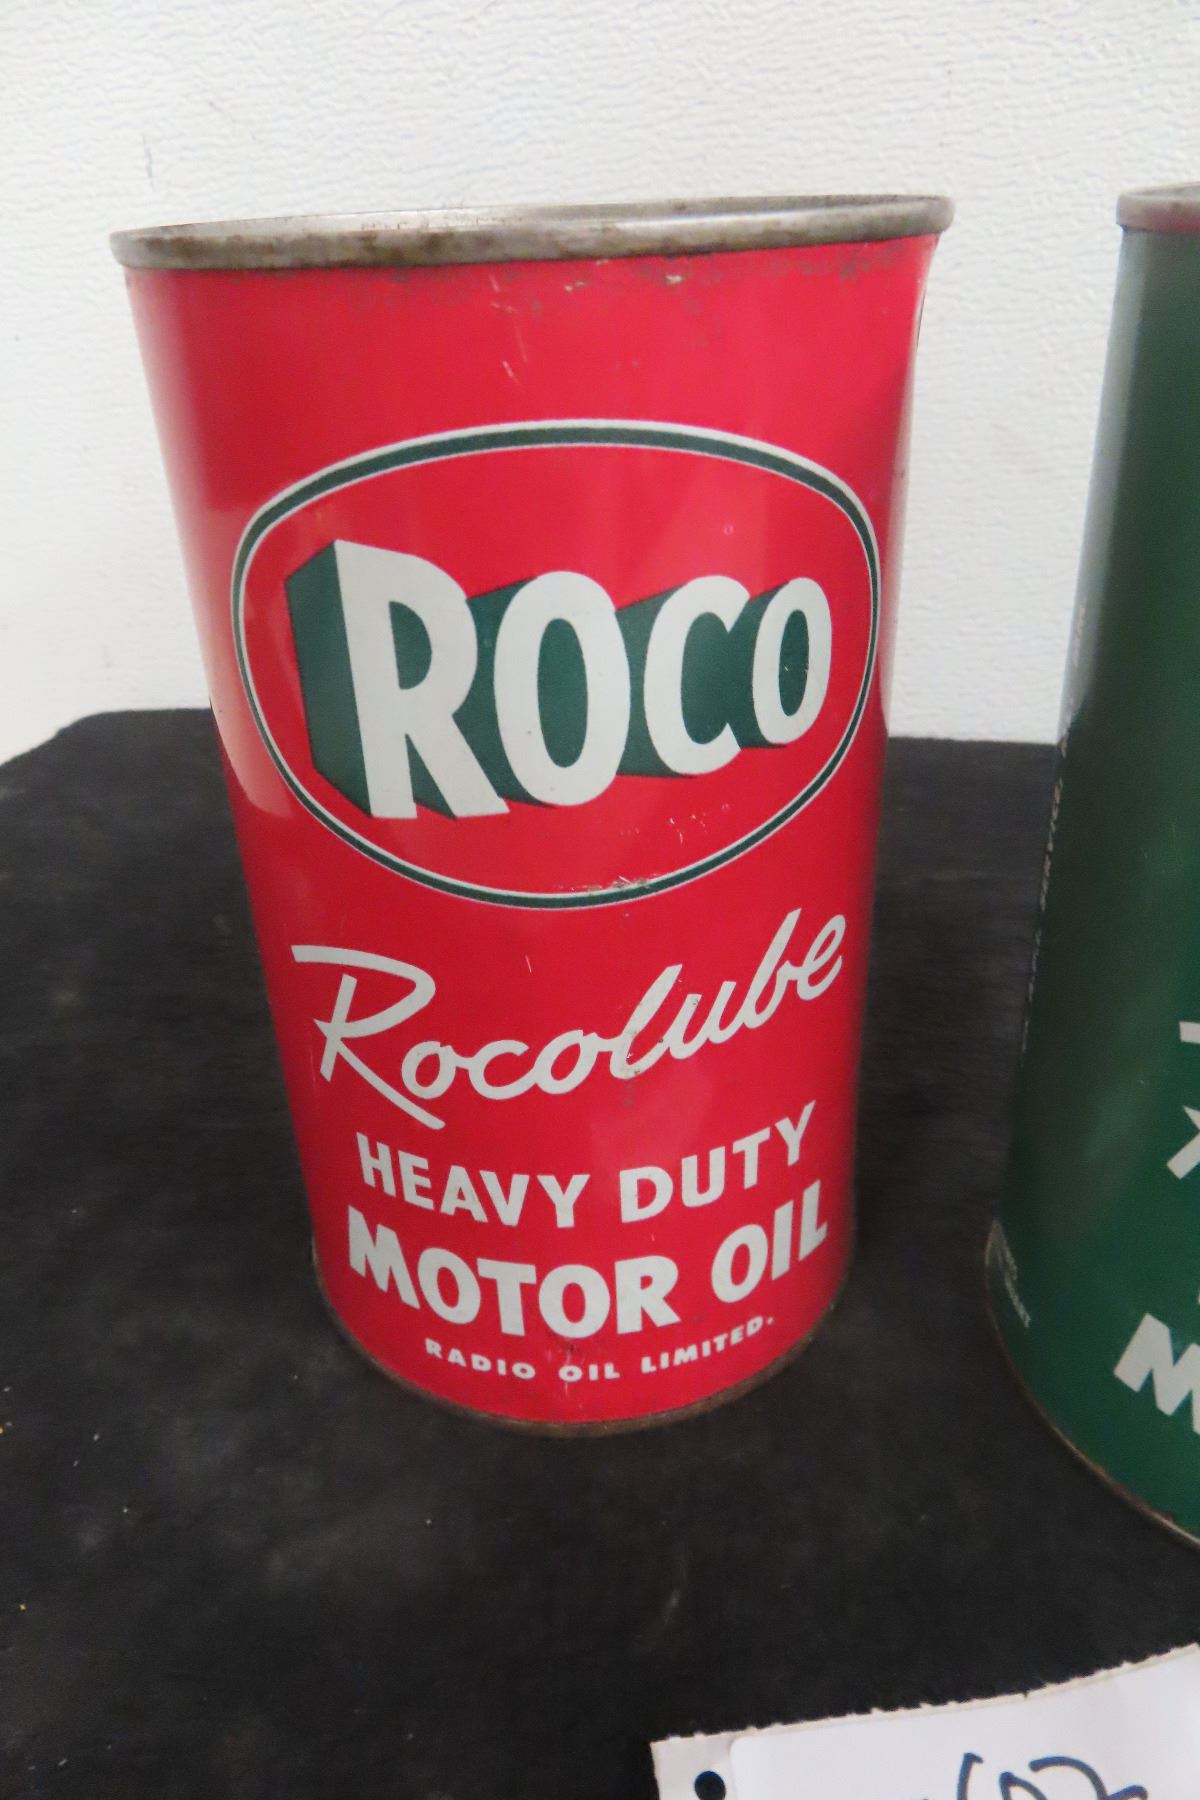 ROCO
Rocolube
HEAVY DUTY
MOTOR OIL
RADIO OIL LIMITED.